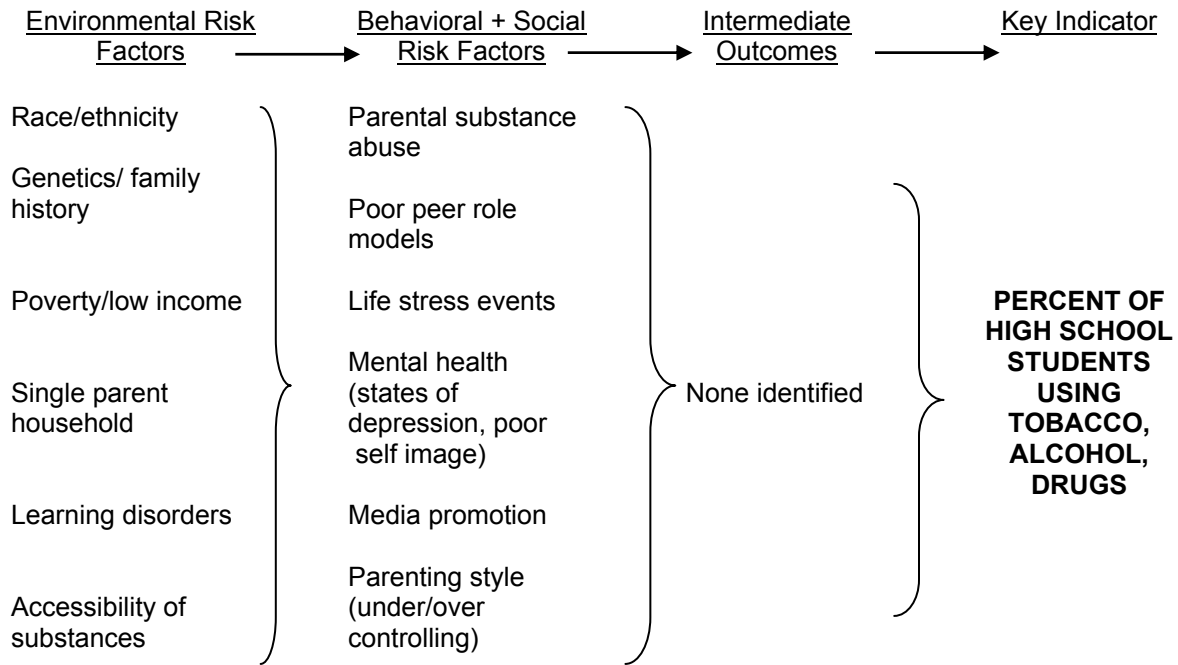 Environmental Risk
Factors
Behavioral + Social
Risk Factors
Intermediate
Outcomes
Key Indicator
Race/ethnicity
Genetics/ family
history
Poverty/low income
Single parent
household
Learning disorders
Accessibility of
substances
Parental substance
abuse
Poor peer role
models
Life stress events
Mental health
(states of
depression, poor
self image)
Media promotion
Parenting style
(under/over
controlling)
None identified
PERCENT OF
HIGH SCHOOL
STUDENTS
USING
TOBACCO,
ALCOHOL,
DRUGS